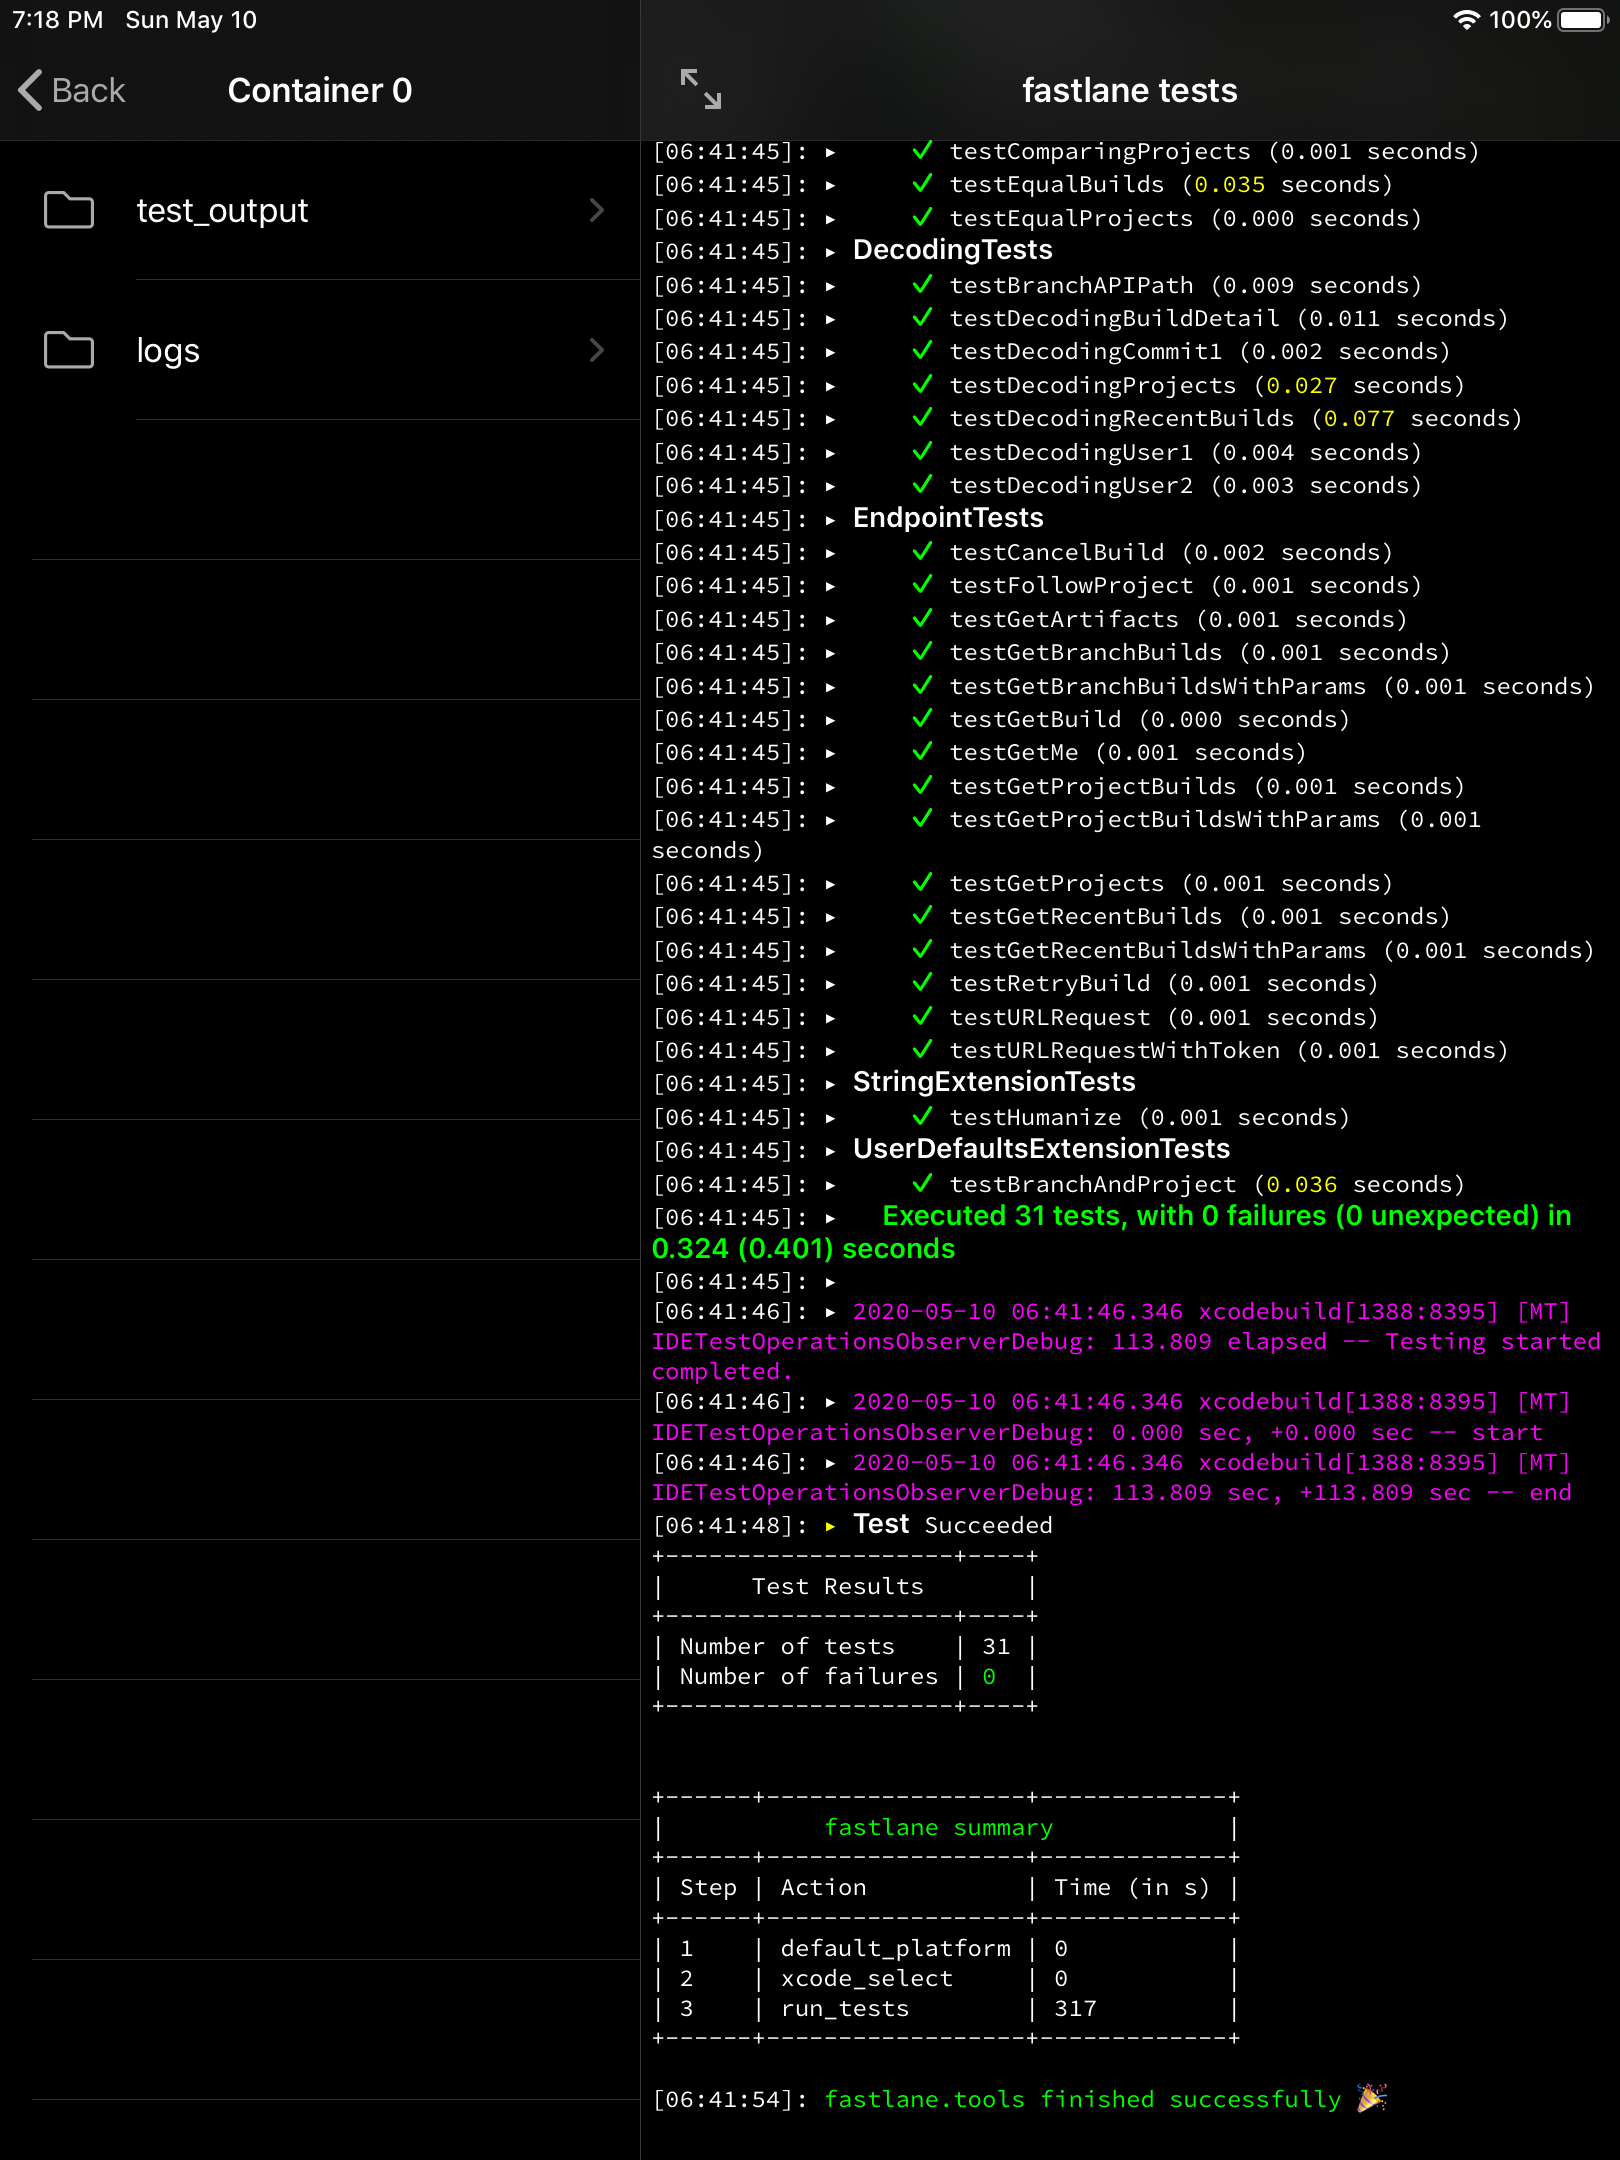 7:18 PM Sun May 10
100%
Back
Container 0
test_output
logs
fastlane tests
[06:41:45]: ▸ ✓ testComparingProjects (0.001 seconds)
[06:41:45]: ▸ ✓ testEqualBuilds (0.035 seconds)
[06:41:45]: ▸ ✓ testEqualProjects (0.000 seconds)
[06:41:45]: ▸ DecodingTests
[06:41:45]: ▸ ✓ testBranchAPIPath (0.009 seconds)
[06:41:45]: ▸ ✓ testDecodingBuildDetail (0.011 seconds)
[06:41:45]: ▸ ✓ testDecodingCommit1 (0.002 seconds)
[06:41:45]: ▸ ✓ testDecodingProjects (0.027 seconds)
[06:41:45]: ▸ ✓ testDecodingRecentBuilds (0.077 seconds)
[06:41:45]: ▸ ✓ testDecodingUser1 (0.004 seconds)
[06:41:45]: ▸ ✓ testDecodingUser2 (0.003 seconds)
[06:41:45]: ▸ EndpointTests
[06:41:45]: ▸ ✓ testCancelBuild (0.002 seconds)
[06:41:45]: ▸ ✓ testFollowProject (0.001 seconds)
[06:41:45]: ▸ ✓ testGetArtifacts (0.001 seconds)
[06:41:45]: ▸ ✓ testGetBranchBuilds (0.001 seconds)
[06:41:45]: ▸ ✓ testGetBranchBuildsWithParams (0.001 seconds)
[06:41:45]: ▸ ✓ testGetBuild (0.000 seconds)
[06:41:45]: ▸ ✓ testGetMe (0.001 seconds)
[06:41:45]: ▸ ✓ testGetProjectBuilds (0.001 seconds)
[06:41:45]: ▸ ✓ testGetProjectBuildsWithParams (0.001
seconds)
[06:41:45]: ▸ ✓ testGetProjects (0.001 seconds)
[06:41:45]: ▸ ✓ testGetRecentBuilds (0.001 seconds)
[06:41:45]: ▸ ✓ testGetRecentBuildsWithParams (0.001 seconds)
[06:41:45]: ▸ ✓ testRetryBuild (0.001 seconds)
[06:41:45]: ▸ ✓ testURLRequest (0.001 seconds)
[06:41:45]: ▸ ✓ testURLRequestWithToken (0.001 seconds)
[06:41:45]: ▸ StringExtensionTests
[06:41:45]: ▸ ✓ testHumanize (0.001 seconds)
[06:41:45]: ▸ UserDefaultsExtensionTests
[06:41:45]: ▸ ✓ testBranchAndProject (0.036 seconds)
[06:41:45]: ▸ Executed 31 tests, with 0 failures (0 unexpected) in
0.324 (0.401) seconds
[06:41:45]: ▸
[06:41:46]: ▸ 2020-05-10 06:41:46.346 xcodebuild[1388:8395] [MT]
IDETestOperationsObserverDebug: 113.809 elapsed -- Testing started
completed.
[06:41:46]: ▸ 2020-05-10 06:41:46.346 xcodebuild[1388:8395] [MT]
IDETestOperationsObserverDebug: 0.000 sec, +0.000 sec -- start
[06:41:46]: ▸ 2020-05-10 06:41:46.346 xcodebuild[1388:8395] [MT]
IDETestOperationsObserverDebug: 113.809 sec, +113.809 sec -- end
[06:41:48]: ▸ Test Succeeded
+--------------------+----+
| Test Results |
+--------------------+----+
| Number of tests | 31 |
| Number of failures | 0 |
+--------------------+----+
+------+------------------+-------------+
| fastlane summary |
+------+------------------+-------------+
| Step | Action | Time (in s) |
+------+------------------+-------------+
| 1 | default_platform | 0 |
| 2 | xcode_select | 0 |
| 3 | run_tests | 317 |
+------+------------------+-------------+
[06:41:54]: fastlane.tools finished successfully 🎉